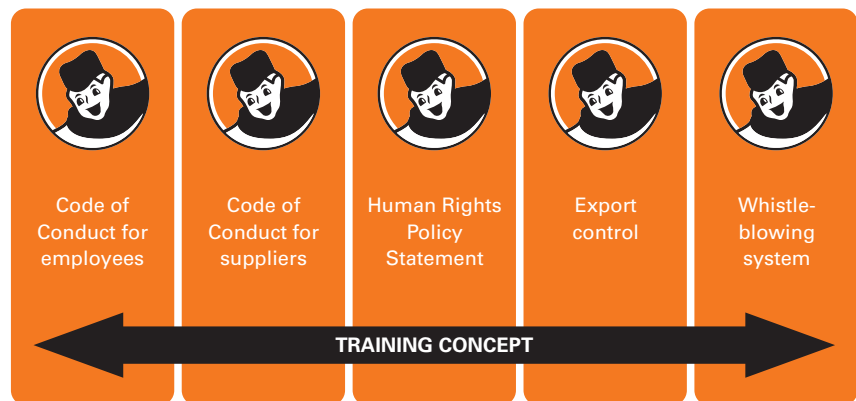 Code of
Conduct for
employees
Code of
Conduct for
suppliers
Human Rights
Policy
Statement
Export
control
Whistle-
blowing
system
TRAINING CONCEPT